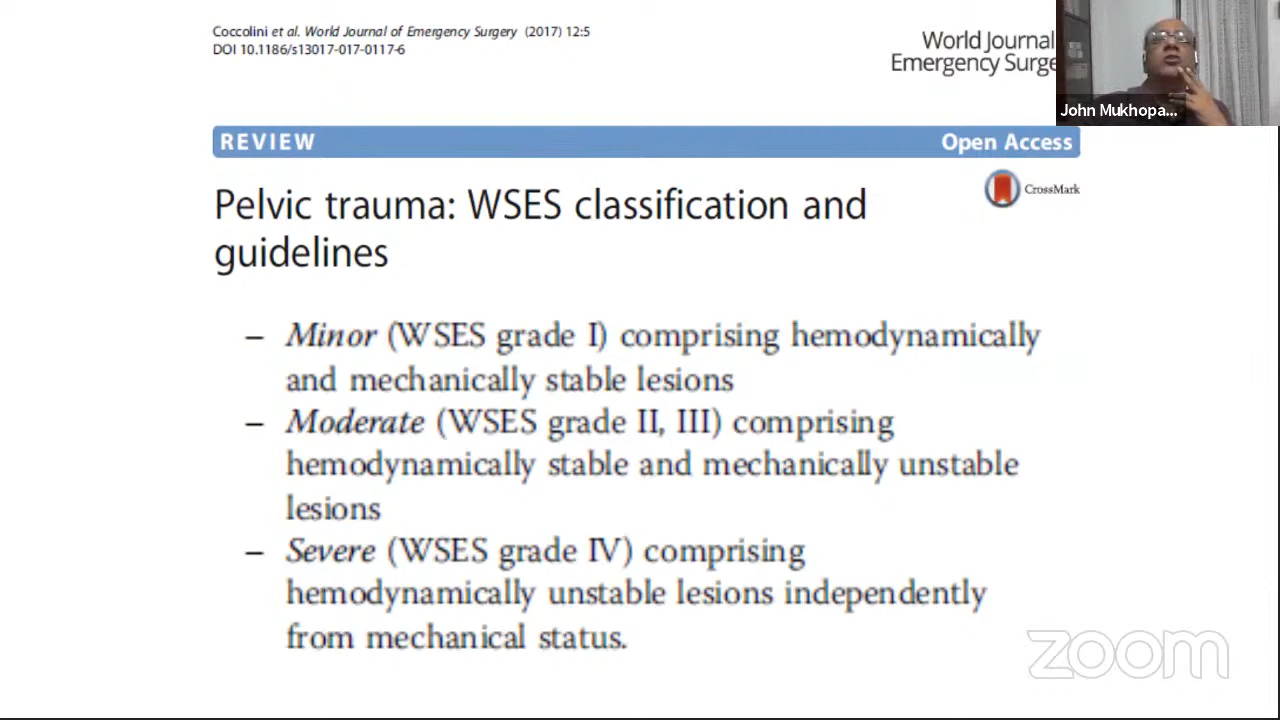 Coccolini et al. World Journal of Emergency Surgery (2017) 12:5
DOI 10.1186/s13017-017-0117-6
World Journal
Emergency Surge
John Mukhopa...
REVIEW Open Access
CrossMark
Pelvic trauma: WSES classification and
guidelines
– Minor (WSES grade I) comprising hemodynamically
and mechanically stable lesions
– Moderate (WSES grade II, III) comprising
hemodynamically stable and mechanically unstable
lesions
– Severe (WSES grade IV) comprising
hemodynamically unstable lesions independently
from mechanical status.
zoom